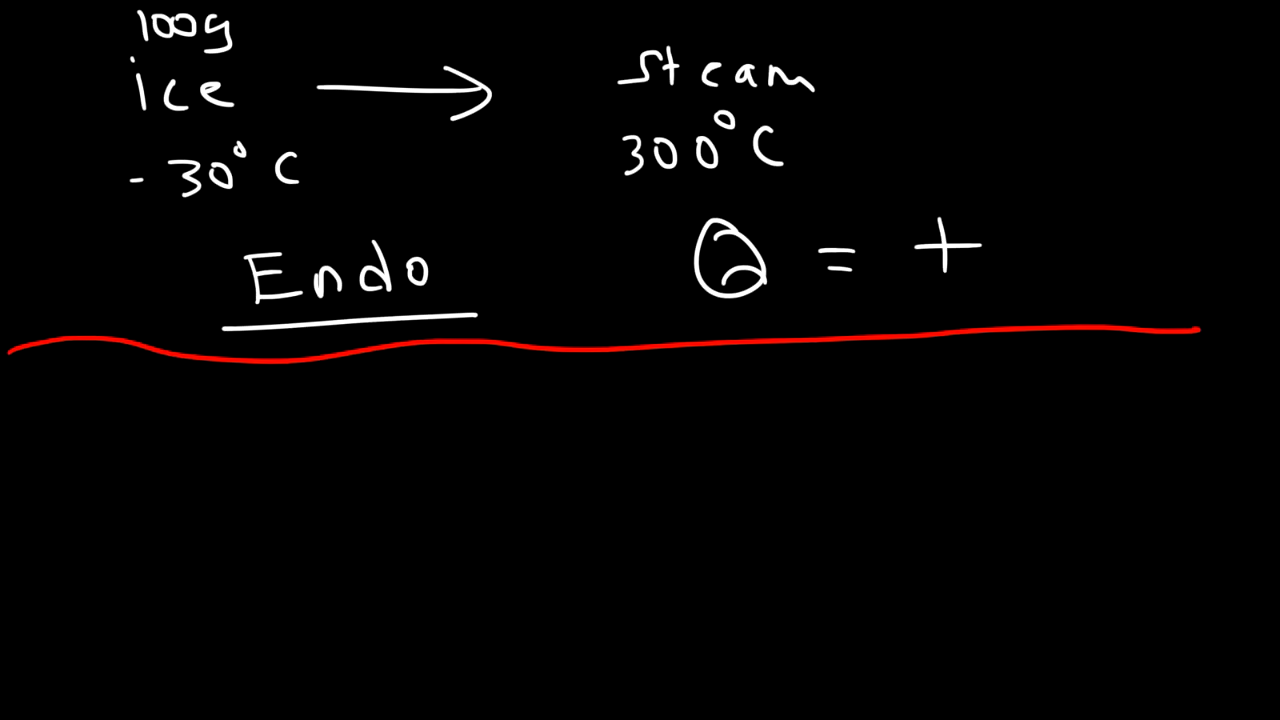 100g
ice → steam
-30° C 300° C
Endo Q = +